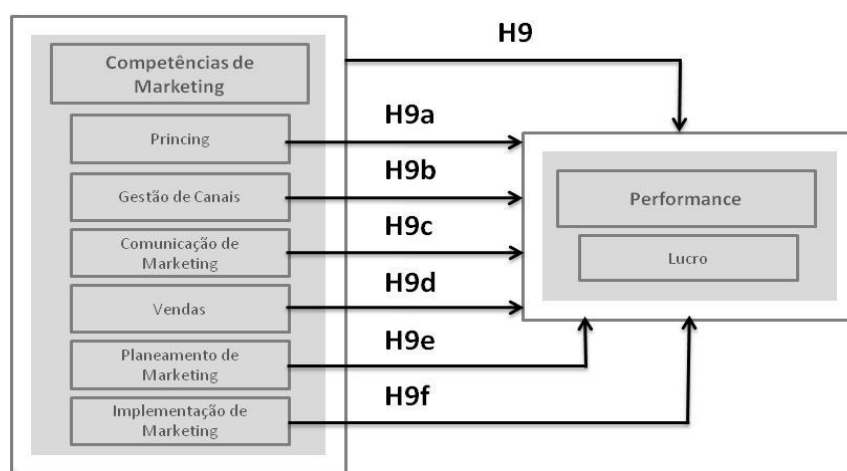 H9
Competências de
Marketing
H9a
Princing
H9b
Gestão de Canais
Performance
H9c
Comunicação de
Marketing
Lucro
H9d
Vendas
H9e
Planeamento de
Marketing
H9f
Implementação de
Marketing